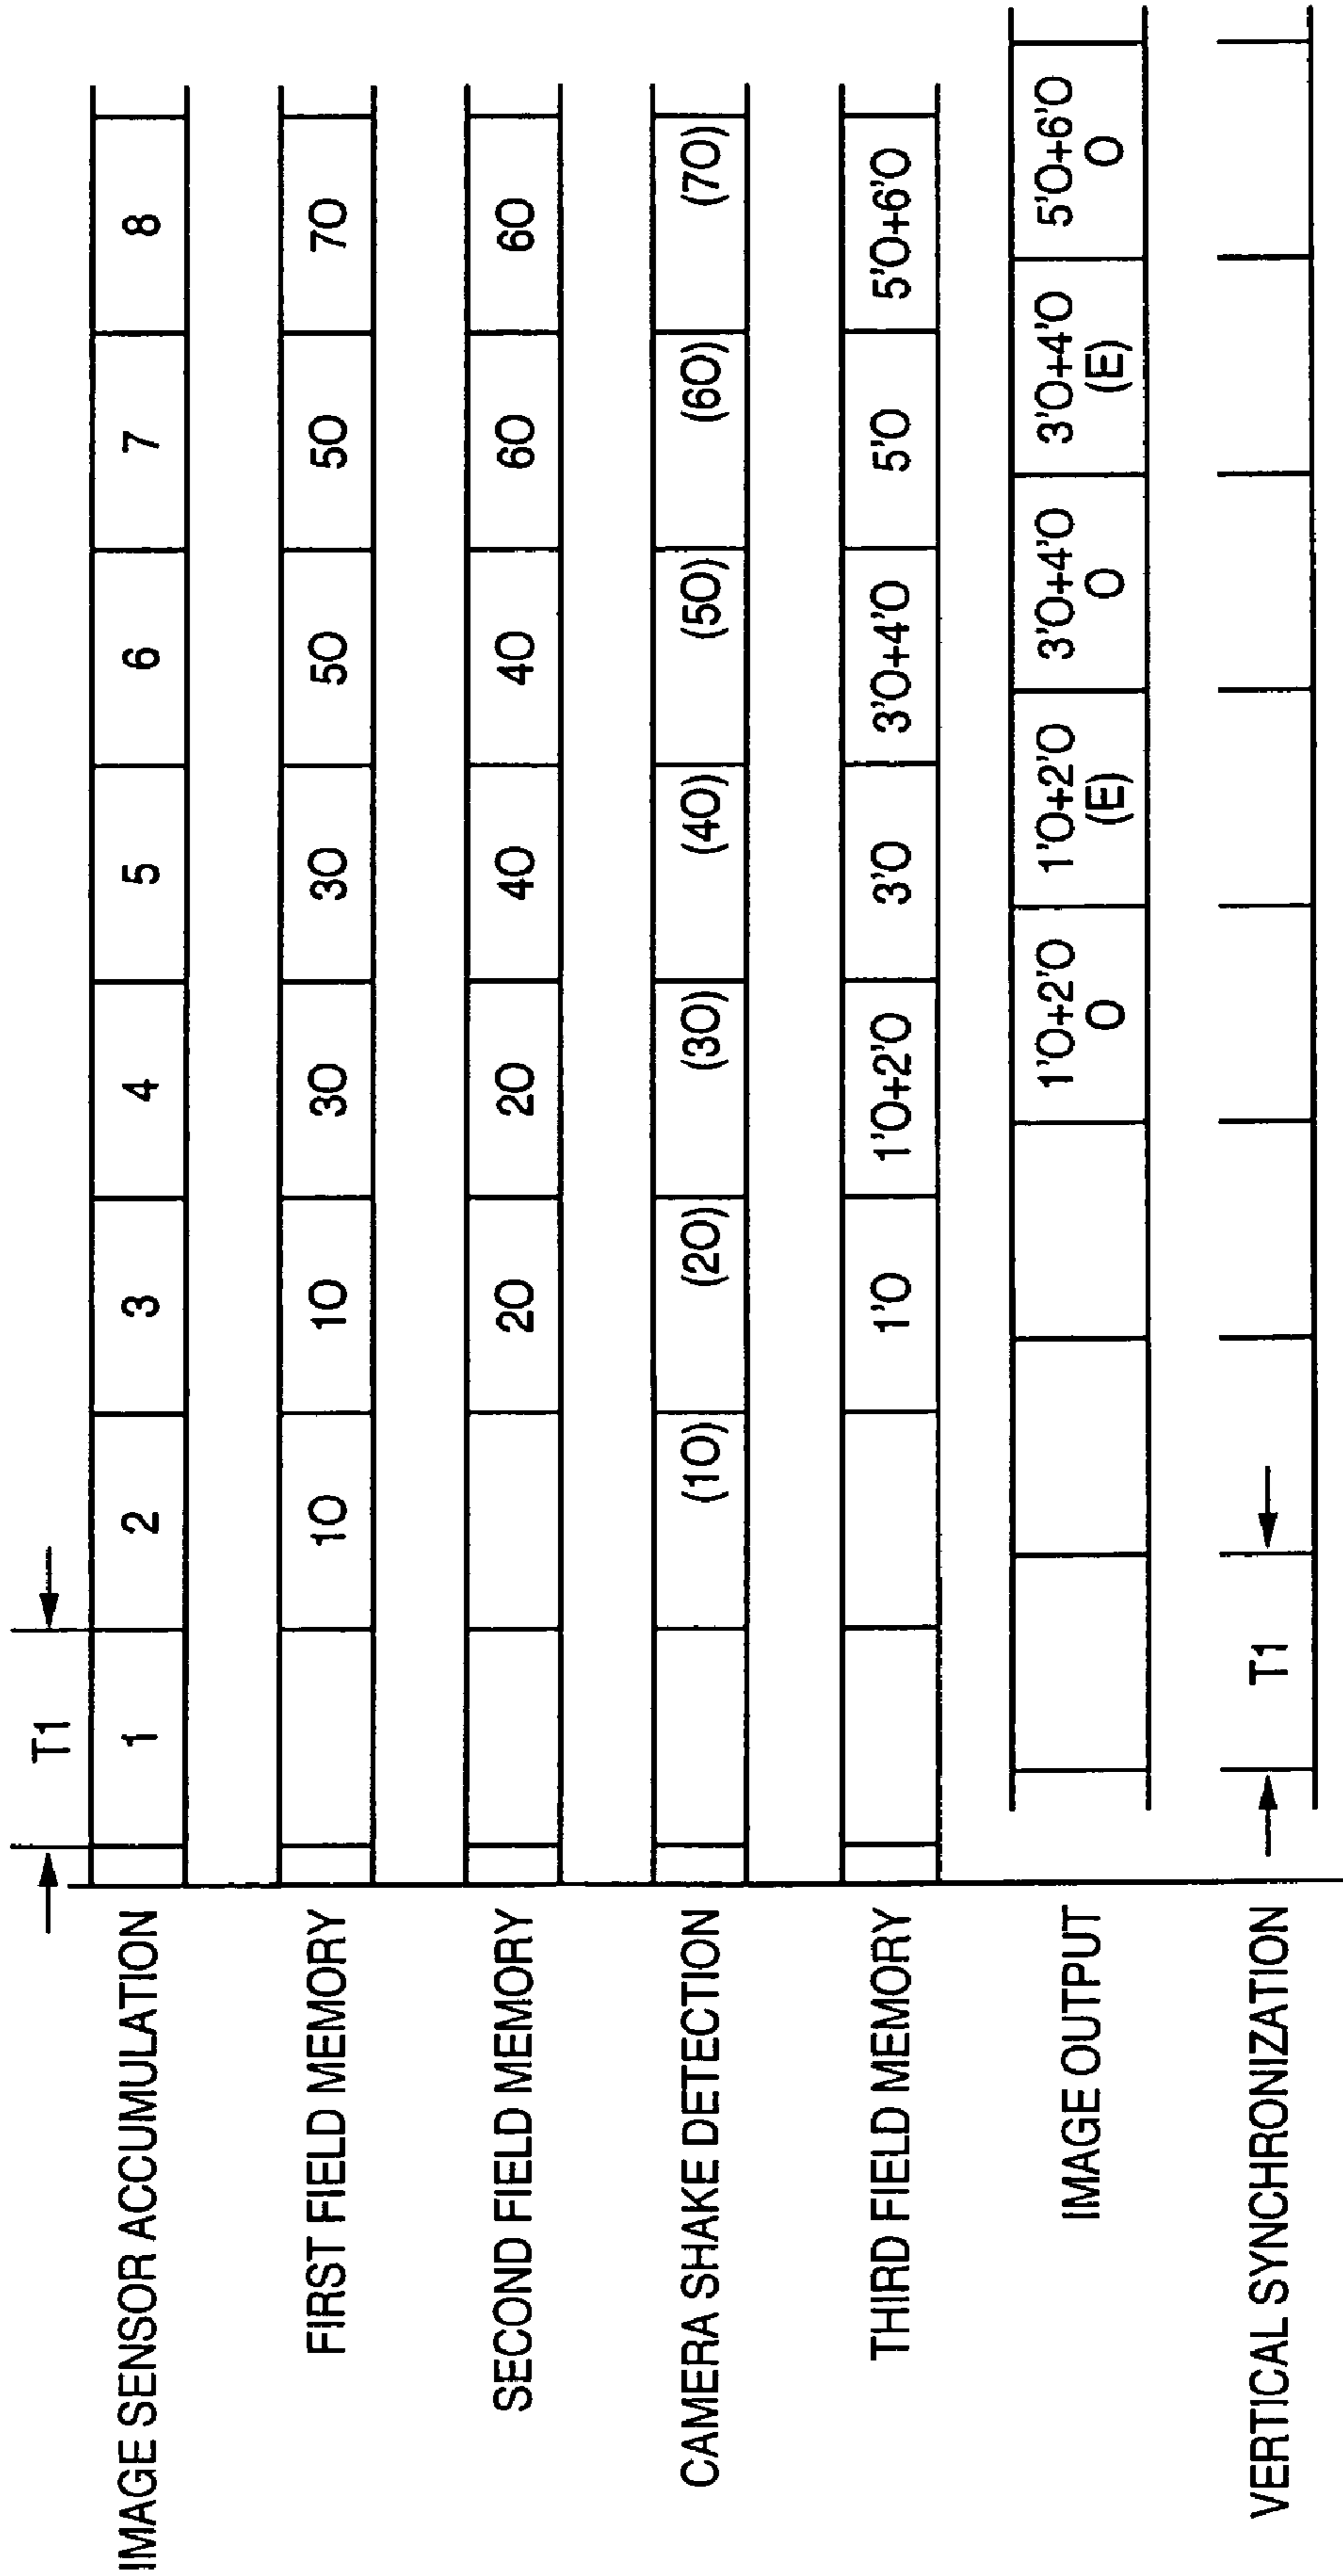 T1
IMAGE SENSOR ACCUMULATION 1 2 3 4 5 6 7 8
FIRST FIELD MEMORY 1O 1O 3O 3O 5O 5O 7O
SECOND FIELD MEMORY 2O 2O 4O 4O 6O 6O
CAMERA SHAKE DETECTION (1O) (2O) (3O) (4O) (5O) (6O) (7O)
THIRD FIELD MEMORY 1'O 1'O+2'O 3'O 3'O+4'O 5'O 5'O+6'O
IMAGE OUTPUT 1'O+2'O 1'O+2'O 3'O+4'O 3'O+4'O 5'O+6'O
O (E) O (E) O
VERTICAL SYNCHRONIZATION T1